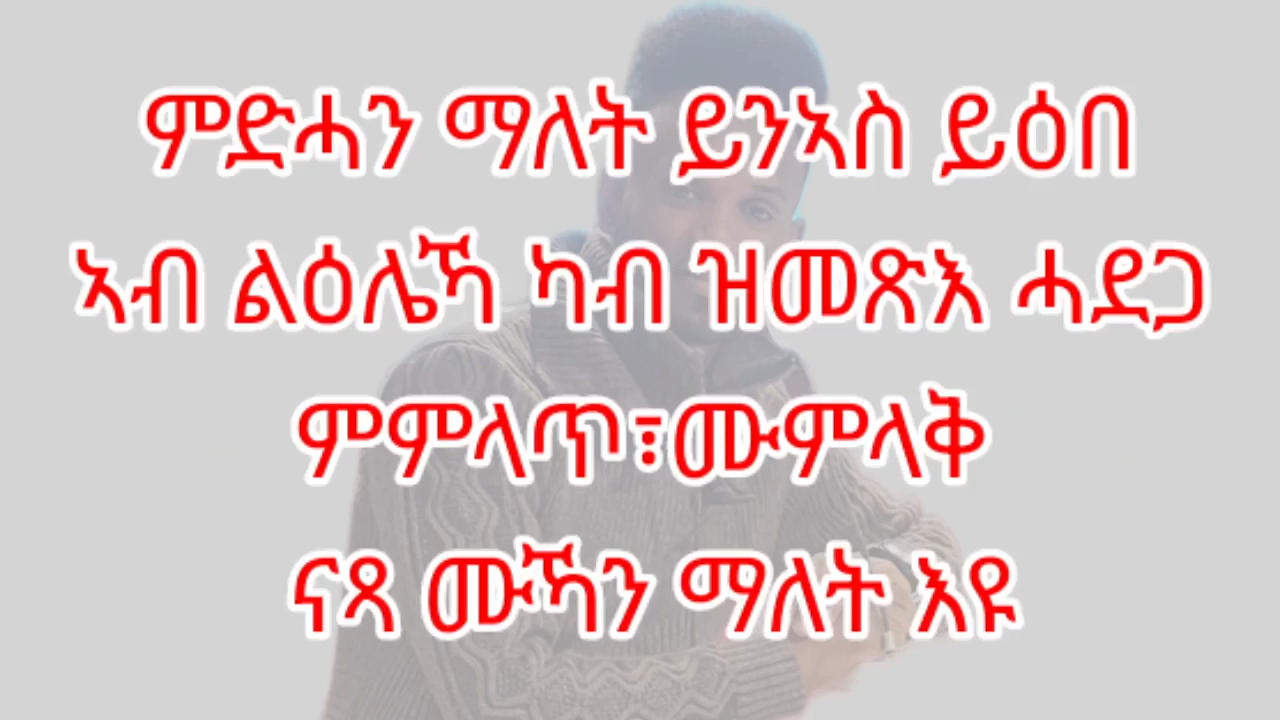 ምድሓን ማለት ይንኣስ ይዕበ
ኣብ ልዕሌኻ ካብ ዝመጽእ ሓደጋ
ምምላጥ፣ሙምላቅ
ናጻ ሙኻን ማለት እዩ